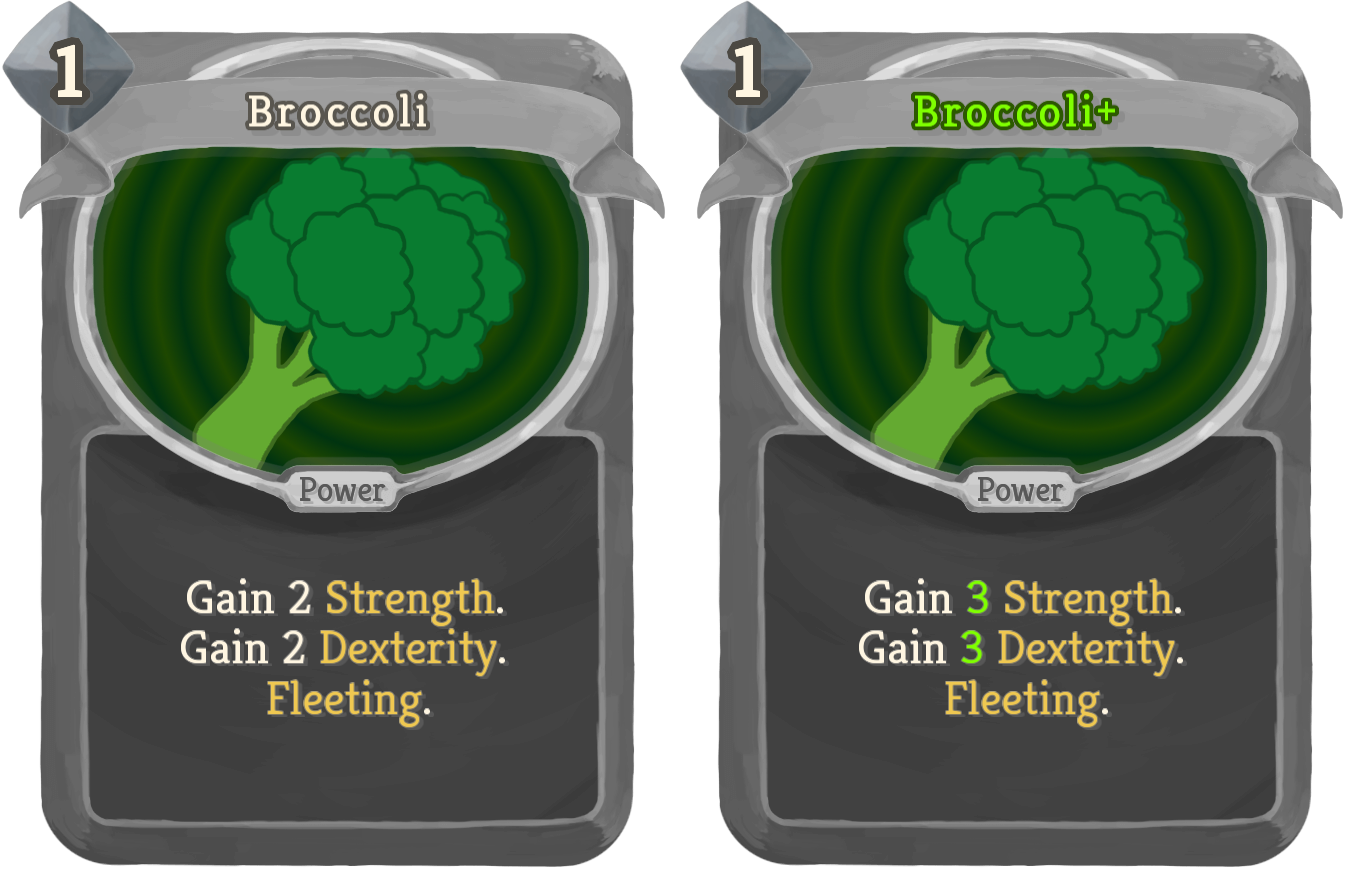 1
Broccoli
Power
Gain 2 Strength.
Gain 2 Dexterity.
Fleeting.
1
Broccoli+
Power
Gain 3 Strength.
Gain 3 Dexterity.
Fleeting.